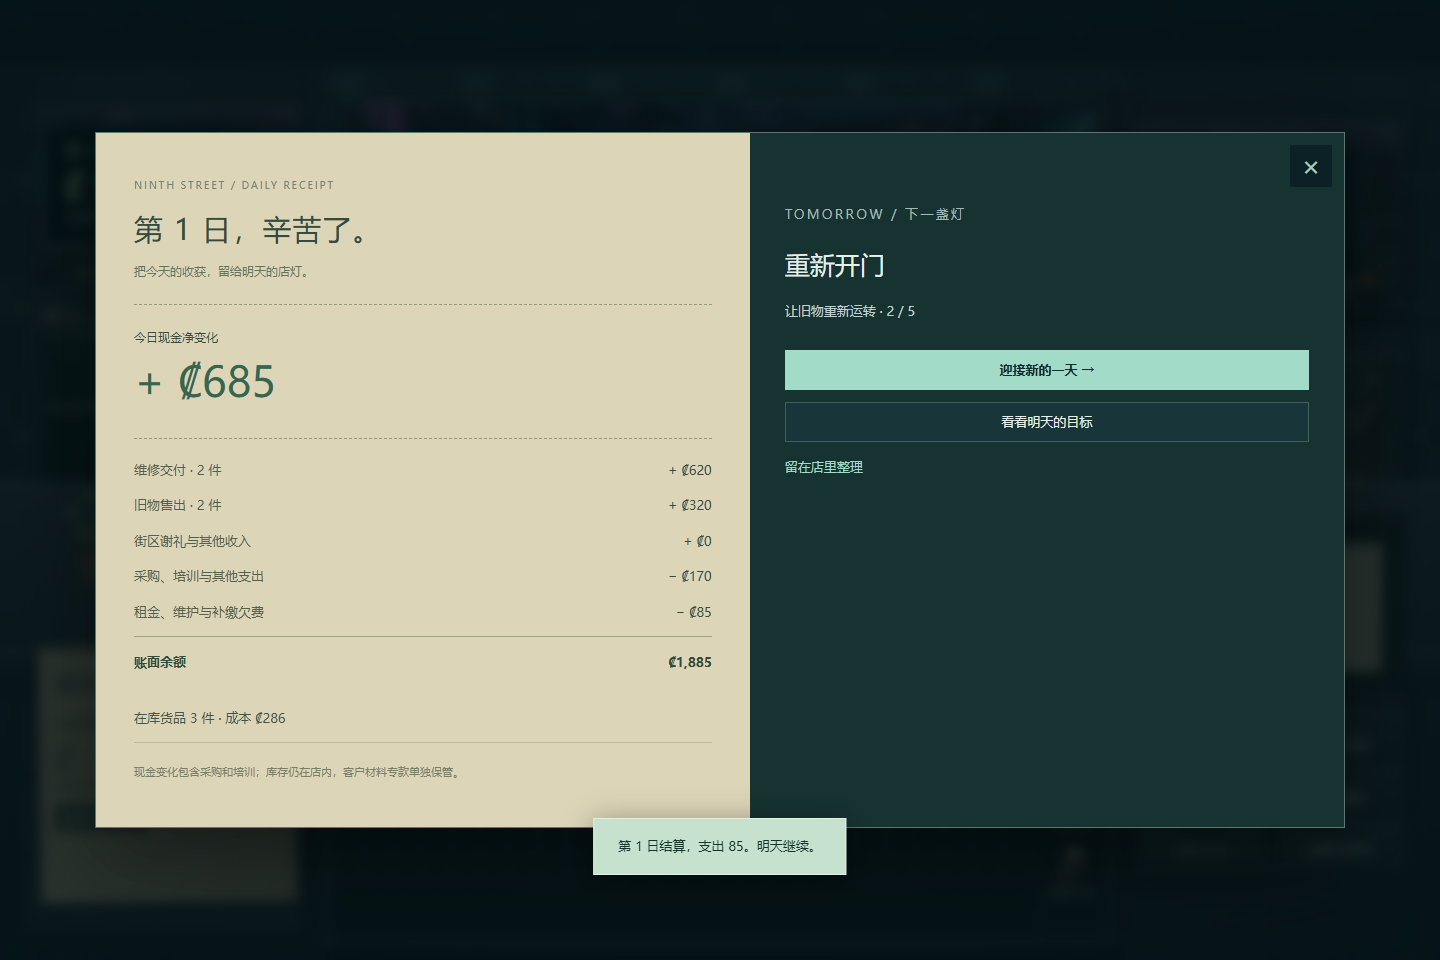 NINTH STREET / DAILY RECEIPT
第 1 日，辛苦了。
把今天的收获，留给明天的店灯。
今日现金净变化
+ ₡685
维修交付 · 2 件 + ₡620
旧物售出 · 2 件 + ₡320
街区谢礼与其他收入 + ₡0
采购、培训与其他支出 − ₡170
租金、维护与补缴欠费 − ₡85
账面余额 ₡1,885
在库货品 3 件 · 成本 ₡286
现金变化包含采购和培训；库存仍在店内，客户材料专款单独保管。
TOMORROW / 下一盏灯
重新开门
让旧物重新运转 · 2 / 5
迎接新的一天 →
看看明天的目标
留在店里整理
第 1 日结算，支出 85。明天继续。